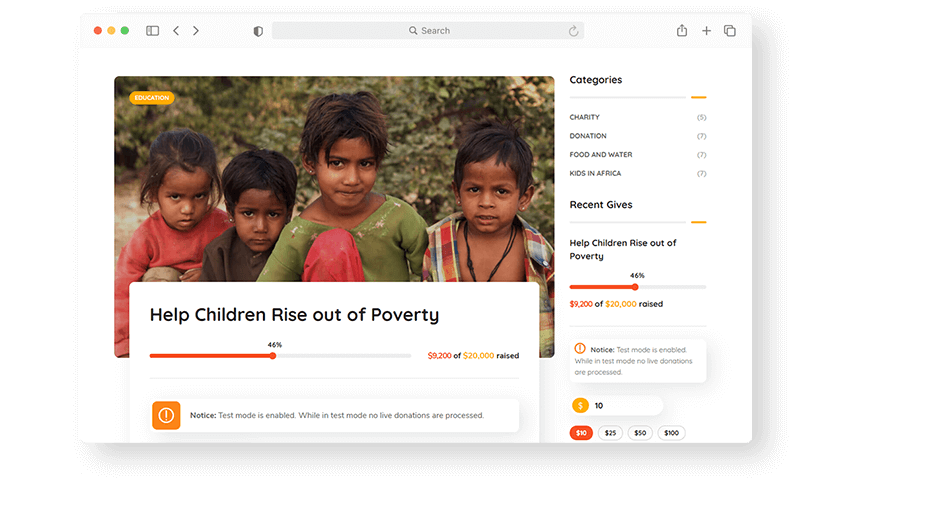 Search
EDUCATION
Help Children Rise out of Poverty
46%
$9,200 of $20,000 raised
Notice: Test mode is enabled. While in test mode no live donations are processed.
Categories
CHARITY (5)
DONATION (7)
FOOD AND WATER (7)
KIDS IN AFRICA (7)
Recent Gives
Help Children Rise out of
Poverty
46%
$9,200 of $20,000 raised
Notice: Test mode is enabled.
While in test mode no live donations
are processed.
$ 10
$10 $25 $50 $100